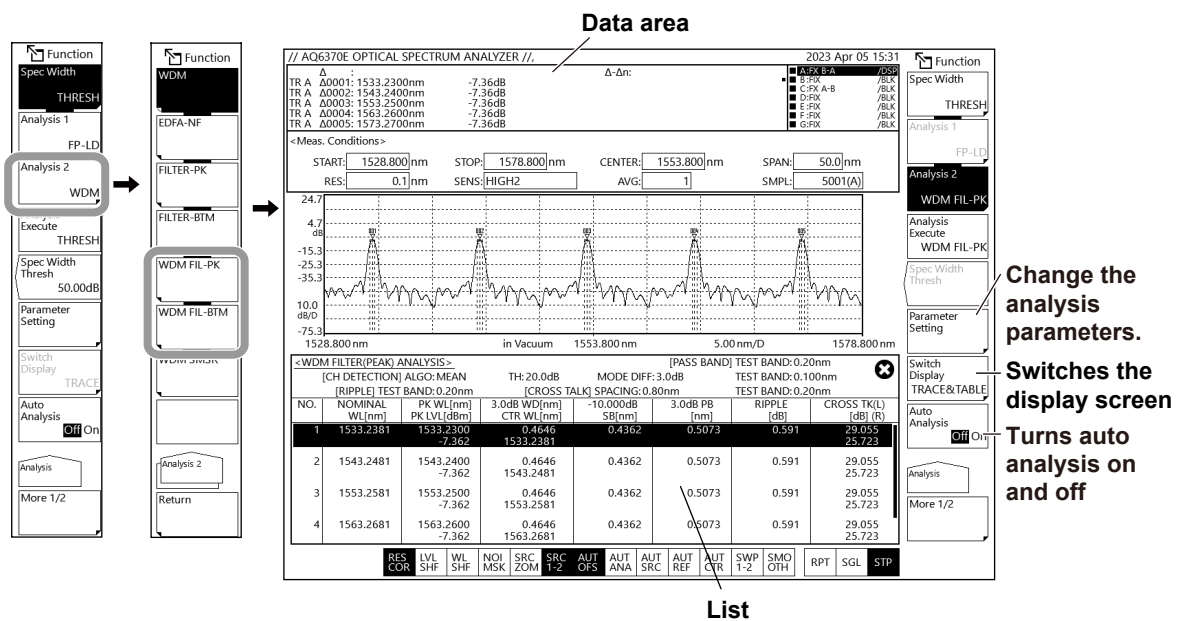 Data area
Function
Spec Width
THRESH
Analysis 1
FP-LD
Analysis 2
WDM
Execute
THRESH
Spec Width
Thresh
50.00dB
Parameter
Setting
Switch
Display
TRACE
Auto
Analysis
Off On
Analysis
More 1/2
Function
WDM
EDFA-NF
FILTER-PK
FILTER-BTM
WDM FIL-PK
WDM FIL-BTM
WDM SMSR
Analysis 2
Return
// AQ6370E OPTICAL SPECTRUM ANALYZER //, 2023 Apr 05 15:31
Δ : Δ-Δn:
TR A Δ0001: 1533.2300nm -7.36dB
TR A Δ0002: 1543.2400nm -7.36dB
TR A Δ0003: 1553.2500nm -7.36dB
TR A Δ0004: 1563.2600nm -7.36dB
TR A Δ0005: 1573.2700nm -7.36dB
A:FX B-A /DSP
B:FIX /BLK
C:FX A-B /BLK
D:FIX /BLK
E:FIX /BLK
F:FIX /BLK
G:FIX /BLK
<Meas. Conditions>
START: 1528.800 nm STOP: 1578.800 nm CENTER: 1553.800 nm SPAN: 50.0 nm
RES: 0.1 nm SENS: HIGH2 AVG: 1 SMPL: 5001(A)
24.7
4.7
dB
-15.3
-25.3
-35.3
10.0
dB/D
-75.3
001 002 003 004 005
1528.800 nm in Vacuum 1553.800 nm 5.00 nm/D 1578.800 nm
<WDM FILTER(PEAK) ANALYSIS> [PASS BAND] TEST BAND: 0.20nm
[CH DETECTION] ALGO: MEAN TH: 20.0dB MODE DIFF: 3.0dB TEST BAND: 0.100nm
[RIPPLE] TEST BAND: 0.20nm [CROSS TALK] SPACING: 0.80nm TEST BAND: 0.20nm
NO. NOMINAL PK WL[nm] 3.0dB WD[nm] -10.000dB 3.0dB PB RIPPLE CROSS TK(L)
WL[nm] PK LVL[dBm] CTR WL[nm] SB[nm] [nm] [dB] [dB] (R)
1 1533.2381 1533.2300 0.4646 0.4362 0.5073 0.591 29.055
-7.362 1533.2381 25.723
2 1543.2481 1543.2400 0.4646 0.4362 0.5073 0.591 29.055
-7.362 1543.2481 25.723
3 1553.2581 1553.2500 0.4646 0.4362 0.5073 0.591 29.055
-7.362 1553.2581 25.723
4 1563.2681 1563.2600 0.4646 0.4362 0.5073 0.591 29.055
-7.362 1563.2681 25.723
RES LVL WL NOI SRC SRC AUT AUT AUT AUT AUT SWP SMO RPT SGL STP
COR SHF SHF MSK ZOM 1-2 OFS ANA SRC REF CTR 1-2 OTH
Function
Spec Width
THRESH
Analysis 1
FP-LD
Analysis 2
WDM FIL-PK
Analysis
Execute
WDM FIL-PK
Spec Width
Thresh
Parameter
Setting
Switch
Display
TRACE&TABLE
Auto
Analysis
Off On
Analysis
More 1/2
Change the
analysis
parameters.
Switches the
display screen
Turns auto
analysis on
and off
List